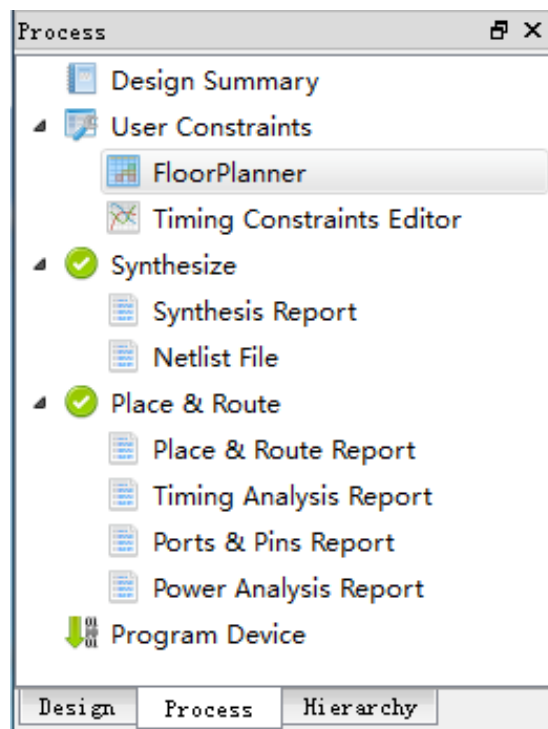 Process
Design Summary
User Constraints
FloorPlanner
Timing Constraints Editor
Synthesize
Synthesis Report
Netlist File
Place & Route
Place & Route Report
Timing Analysis Report
Ports & Pins Report
Power Analysis Report
Program Device
Design Process Hierarchy